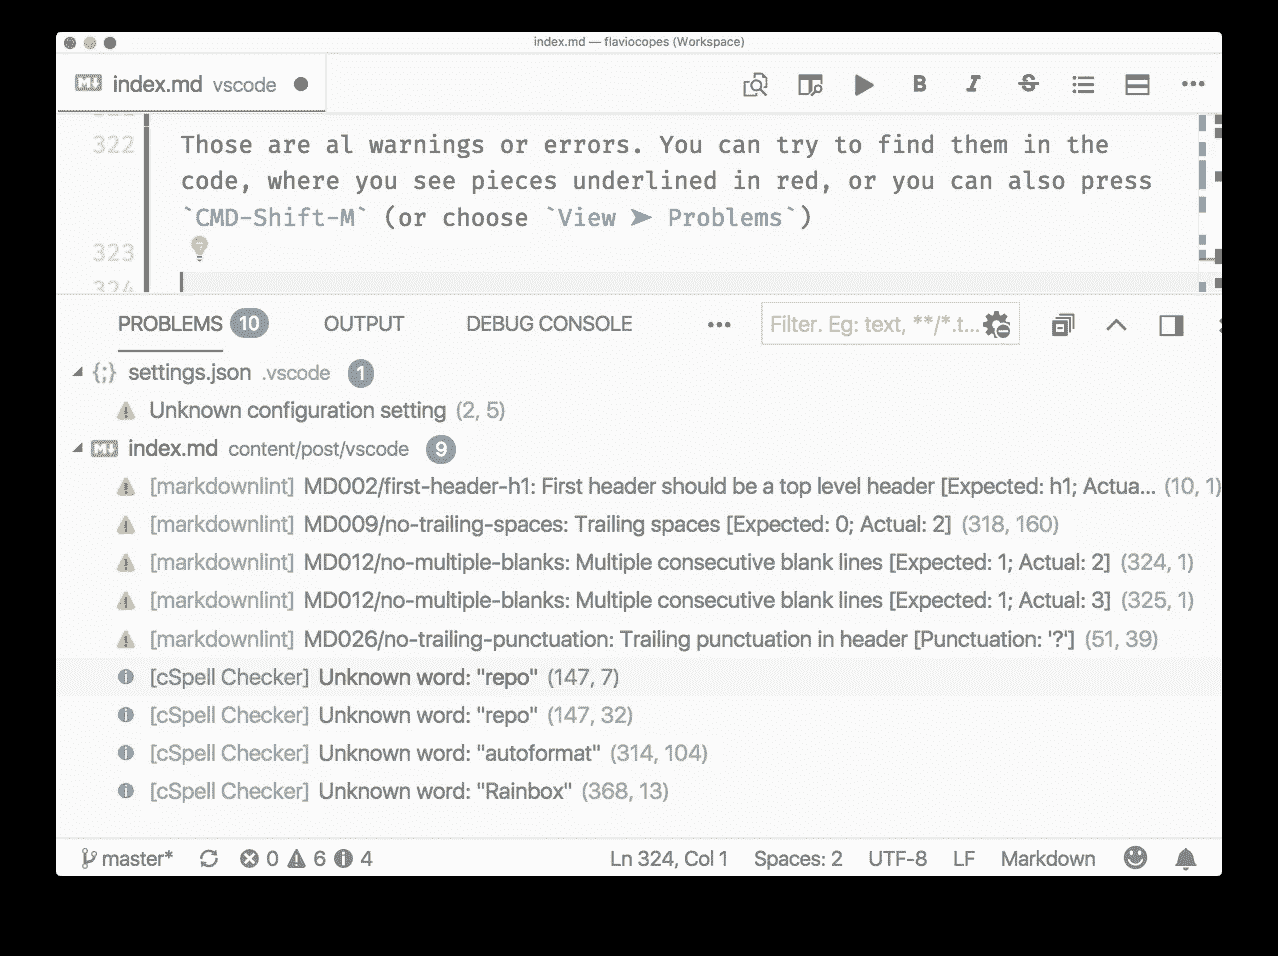 index.md — flaviocopes (Workspace)
M↓ index.md vscode
B I S
322 Those are al warnings or errors. You can try to find them in the
code, where you see pieces underlined in red, or you can also press
`CMD-Shift-M` (or choose `View ➤ Problems`)
323
324
PROBLEMS 10 OUTPUT DEBUG CONSOLE ••• Filter. Eg: text, **/*.t...
{;} settings.json .vscode 1
Unknown configuration setting (2, 5)
M↓ index.md content/post/vscode 9
[markdownlint] MD002/first-header-h1: First header should be a top level header [Expected: h1; Actua... (10, 1)
[markdownlint] MD009/no-trailing-spaces: Trailing spaces [Expected: 0; Actual: 2] (318, 160)
[markdownlint] MD012/no-multiple-blanks: Multiple consecutive blank lines [Expected: 1; Actual: 2] (324, 1)
[markdownlint] MD012/no-multiple-blanks: Multiple consecutive blank lines [Expected: 1; Actual: 3] (325, 1)
[markdownlint] MD026/no-trailing-punctuation: Trailing punctuation in header [Punctuation: '?'] (51, 39)
[cSpell Checker] Unknown word: "repo" (147, 7)
[cSpell Checker] Unknown word: "repo" (147, 32)
[cSpell Checker] Unknown word: "autoformat" (314, 104)
[cSpell Checker] Unknown word: "Rainbox" (368, 13)
master* 0 6 4 Ln 324, Col 1 Spaces: 2 UTF-8 LF Markdown